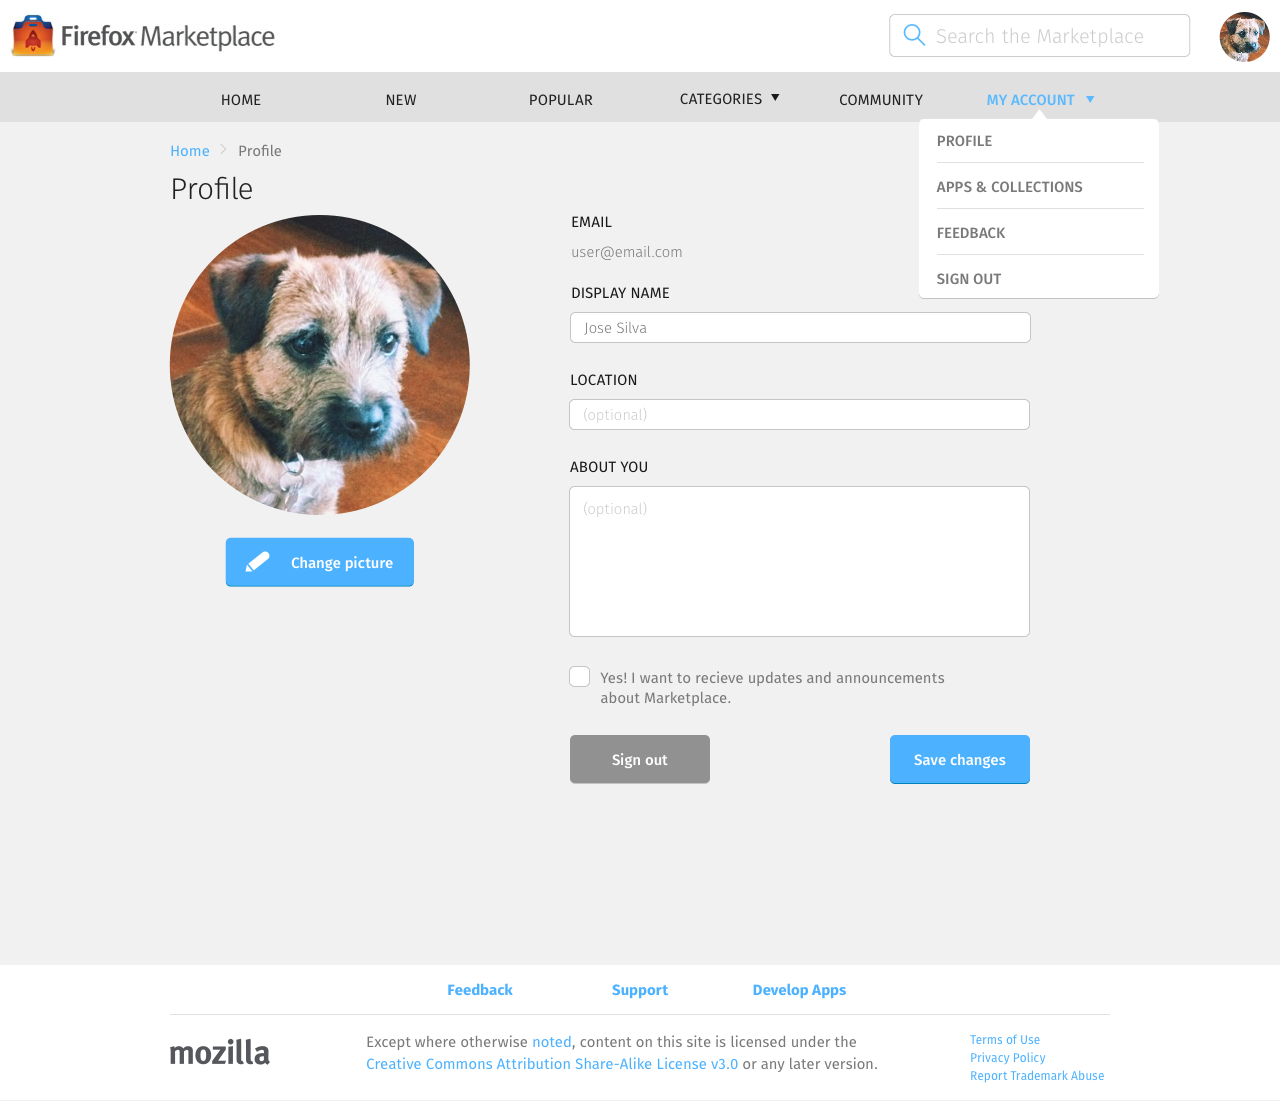 Firefox Marketplace
Search the Marketplace
HOME
NEW
POPULAR
CATEGORIES
COMMUNITY
MY ACCOUNT
PROFILE
APPS & COLLECTIONS
FEEDBACK
SIGN OUT
Home
Profile
Profile
EMAIL
user@email.com
DISPLAY NAME
Jose Silva
LOCATION
(optional)
ABOUT YOU
(optional)
Change picture
Yes! I want to recieve updates and announcements
about Marketplace.
Sign out
Save changes
Feedback
Support
Develop Apps
mozilla
Except where otherwise noted, content on this site is licensed under the
Creative Commons Attribution Share-Alike License v3.0 or any later version.
Terms of Use
Privacy Policy
Report Trademark Abuse